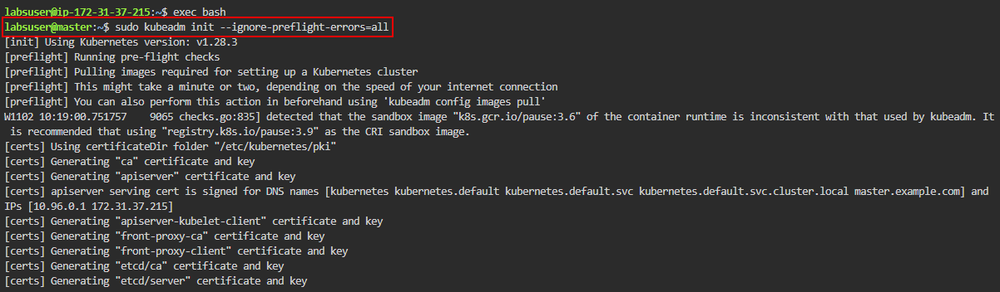 labsuser@ip-172-31-37-215:~$ exec bash
labsuser@master:~$ sudo kubeadm init --ignore-preflight-errors=all
[init] Using Kubernetes version: v1.28.3
[preflight] Running pre-flight checks
[preflight] Pulling images required for setting up a Kubernetes cluster
[preflight] This might take a minute or two, depending on the speed of your internet connection
[preflight] You can also perform this action in beforehand using 'kubeadm config images pull'
W1102 10:19:00.751757    9065 checks.go:835] detected that the sandbox image "k8s.gcr.io/pause:3.6" of the container runtime is inconsistent with that used by kubeadm. It
 is recommended that using "registry.k8s.io/pause:3.9" as the CRI sandbox image.
[certs] Using certificateDir folder "/etc/kubernetes/pki"
[certs] Generating "ca" certificate and key
[certs] Generating "apiserver" certificate and key
[certs] apiserver serving cert is signed for DNS names [kubernetes kubernetes.default kubernetes.default.svc kubernetes.default.svc.cluster.local master.example.com] and
IPs [10.96.0.1 172.31.37.215]
[certs] Generating "apiserver-kubelet-client" certificate and key
[certs] Generating "front-proxy-ca" certificate and key
[certs] Generating "front-proxy-client" certificate and key
[certs] Generating "etcd/ca" certificate and key
[certs] Generating "etcd/server" certificate and key